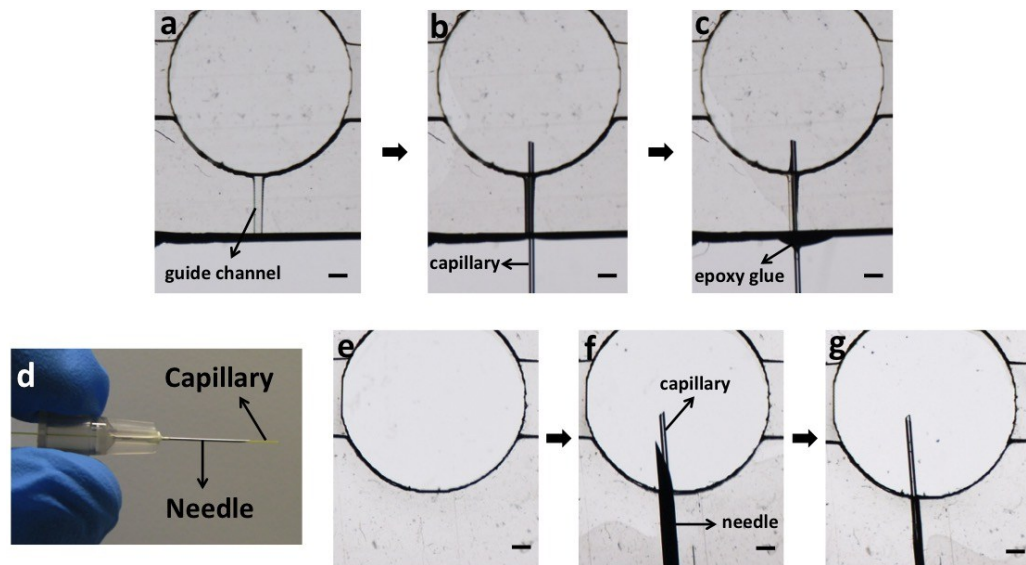 a
b
c
guide channel
capillary
epoxy glue
d
Capillary
Needle
e
f
capillary
needle
g